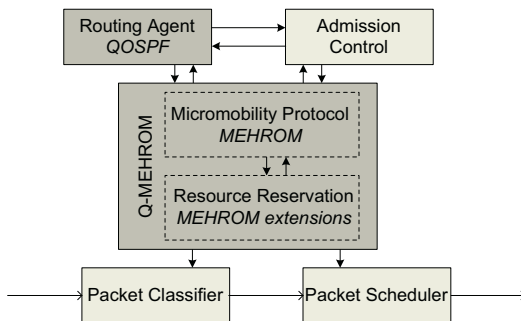 Routing Agent
QOSPF
Admission
Control
Q-MEHROM
Micromobility Protocol
MEHROM
Resource Reservation
MEHROM extensions
Packet Classifier
Packet Scheduler